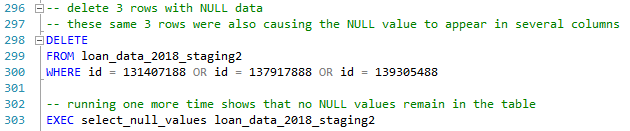 296 -- delete 3 rows with NULL data
297 -- these same 3 rows were also causing the NULL value to appear in several columns
298 DELETE
299 FROM loan_data_2018_staging2
300 WHERE id = 131407188 OR id = 137917888 OR id = 139305488
301
302 -- running one more time shows that no NULL values remain in the table
303 EXEC select_null_values loan_data_2018_staging2